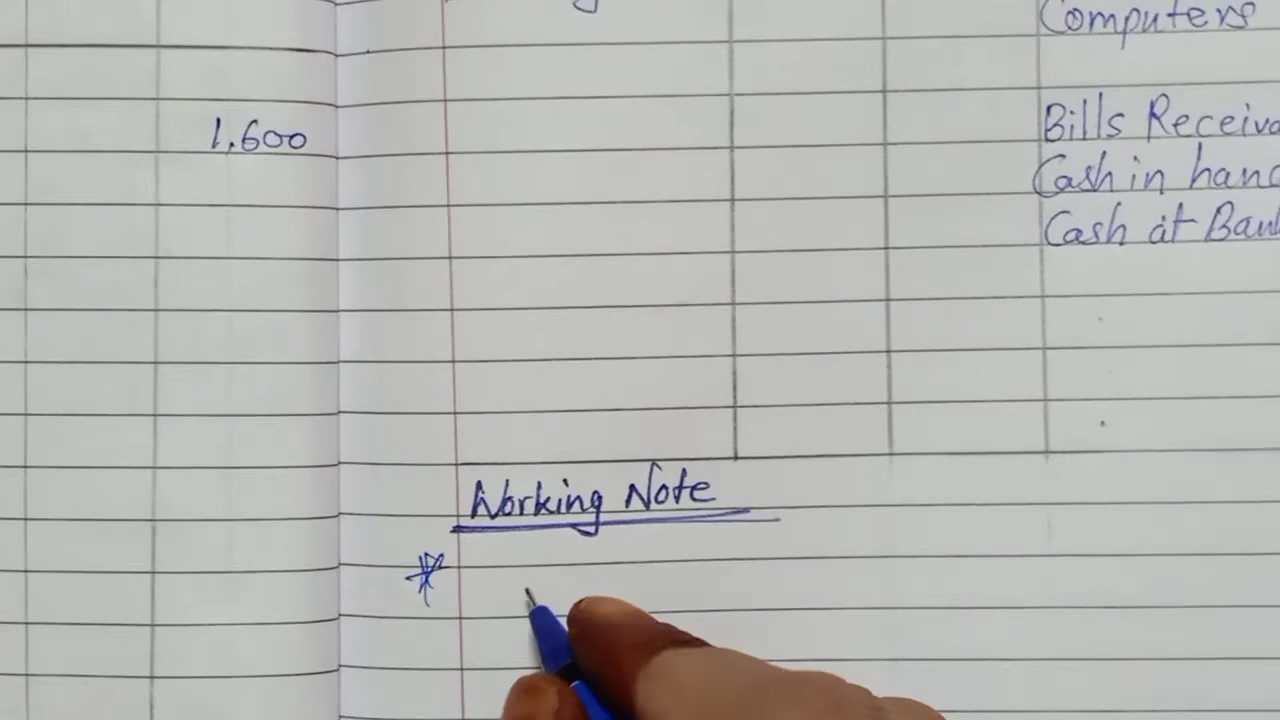 Computers
1,600
Bills Receiva
Cash in hand
Cash at Bank
Working Note
*